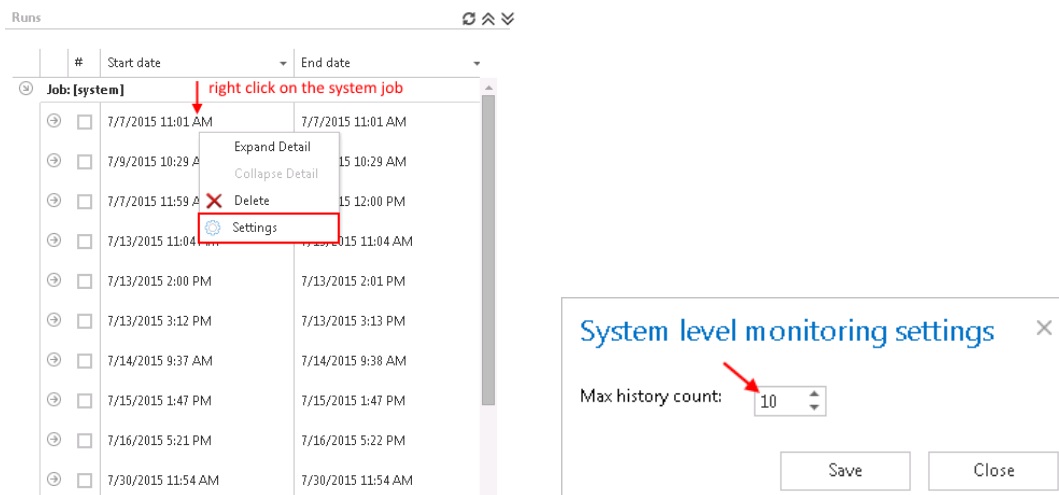 Runs
# Start date End date
Job: [system] right click on the system job
7/7/2015 11:01 AM 7/7/2015 11:01 AM
Expand Detail
7/9/2015 10:29 A 15 10:29 AM
Collapse Detail
7/7/2015 11:59 A Delete 15 12:00 PM
Settings
7/13/2015 11:04 2015 11:04 AM
7/13/2015 2:00 PM 7/13/2015 2:01 PM
7/13/2015 3:12 PM 7/13/2015 3:13 PM
7/14/2015 9:37 AM 7/14/2015 9:38 AM
7/15/2015 1:47 PM 7/15/2015 1:47 PM
7/16/2015 5:21 PM 7/16/2015 5:22 PM
7/30/2015 11:54 AM 7/30/2015 11:54 AM
System level monitoring settings
Max history count: 10
Save Close